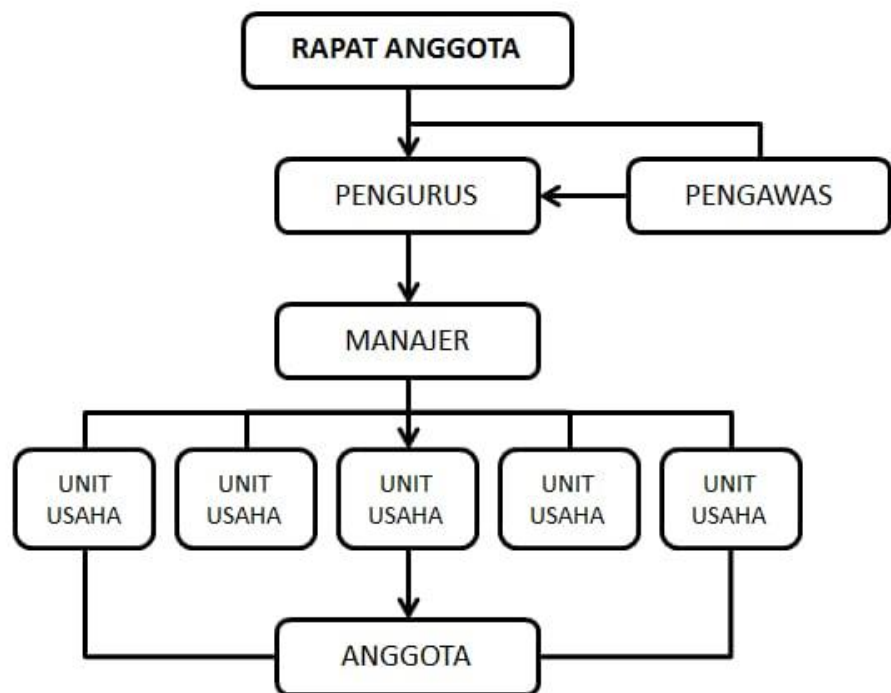 RAPAT ANGGOTA
PENGURUS
PENGAWAS
MANAJER
UNIT
USAHA
UNIT
USAHA
UNIT
USAHA
UNIT
USAHA
UNIT
USAHA
ANGGOTA